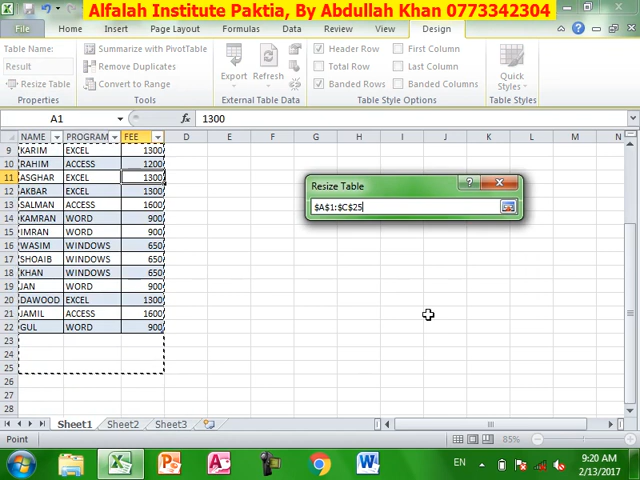 Alfalah Institute Paktia, By Abdullah Khan 0773342304
File Home Insert Page Layout Formulas Data Review View Design
Table Name: Summarize with PivotTable Header Row First Column
Result Remove Duplicates Export Refresh Total Row Last Column Quick Styles
Resize Table Convert to Range Banded Rows Banded Columns
Properties Tools External Table Data Table Style Options Table Styles
A1 fx 1300
NAME PROGRAM FEE D E F G H I J K L M N
9 KARIM EXCEL 1300
10 RAHIM ACCESS 1200
11 ASGHAR EXCEL 1300
12 AKBAR EXCEL 1300
13 SALMAN ACCESS 1600
14 KAMRAN WORD 900
15 IMRAN WORD 900
16 WASIM WINDOWS 650
17 SHOAIB WINDOWS 650
18 KHAN WINDOWS 650
19 JAN WORD 900
20 DAWOOD EXCEL 1300
21 JAMIL ACCESS 1600
22 GUL WORD 900
23
24
25
26
27
28
Resize Table
$A$1:$C$25
Sheet1 Sheet2 Sheet3
Point 85%
EN 9:20 AM
2/13/2017